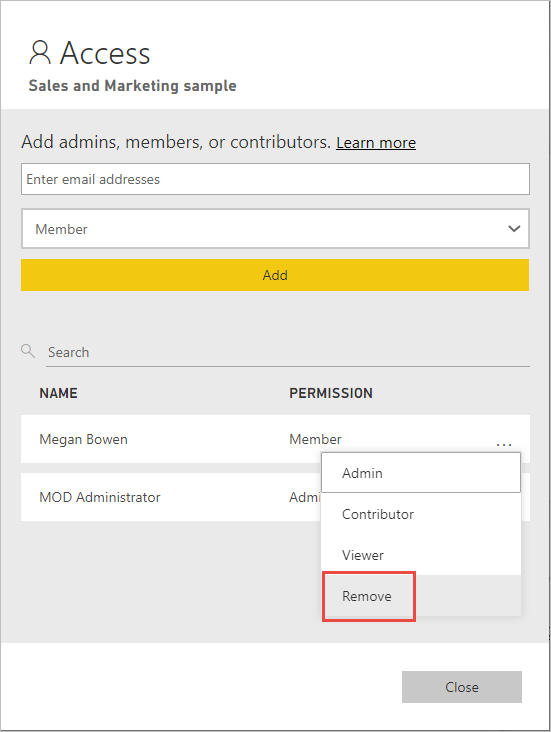 Access
Sales and Marketing sample
Add admins, members, or contributors. Learn more
Enter email addresses
Member
Add
Search
NAME PERMISSION
Megan Bowen Member ...
MOD Administrator Admi
Admin
Contributor
Viewer
Remove
Close